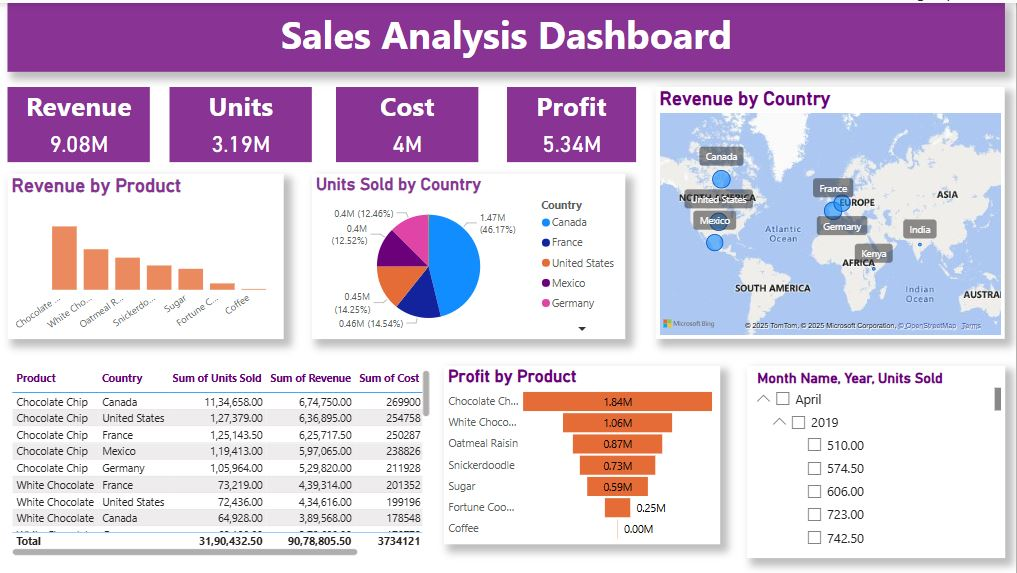 Sales Analysis Dashboard
Revenue
9.08M
Units
3.19M
Cost
4M
Profit
5.34M
Revenue by Country
Canada
NORTH AMERICA
United States
Mexico
France
EUROPE
Germany
ASIA
India
Kenya
AFRICA
Atlantic
Ocean
SOUTH AMERICA
Indian
Ocean
AUSTRA
Microsoft Bing
© 2025 TomTom, © 2025 Microsoft Corporation, © OpenStreetMap Terms
Revenue by Product
Chocolate ...
White Cho...
Oatmeal R...
Snickerdo...
Sugar
Fortune C...
Coffee
Units Sold by Country
0.4M (12.46%)
0.4M
(12.52%)
0.45M
(14.25%)
0.46M (14.54%)
1.47M
(46.17%)
Country
Canada
France
United States
Mexico
Germany
Product Country Sum of Units Sold Sum of Revenue Sum of Cost
Chocolate Chip Canada 11,34,658.00 6,74,750.00 269900
Chocolate Chip United States 1,27,379.00 6,36,895.00 254758
Chocolate Chip France 1,25,143.50 6,25,717.50 250287
Chocolate Chip Mexico 1,19,413.00 5,97,065.00 238826
Chocolate Chip Germany 1,05,964.00 5,29,820.00 211928
White Chocolate France 73,219.00 4,39,314.00 201352
White Chocolate United States 72,436.00 4,34,616.00 199196
White Chocolate Canada 64,928.00 3,89,568.00 178548
Total 31,90,432.50 90,78,805.50 3734121
Profit by Product
Chocolate Ch... 1.84M
White Choco... 1.06M
Oatmeal Raisin 0.87M
Snickerdoodle 0.73M
Sugar 0.59M
Fortune Coo... 0.25M
Coffee 0.00M
Month Name, Year, Units Sold
April
2019
510.00
574.50
606.00
723.00
742.50